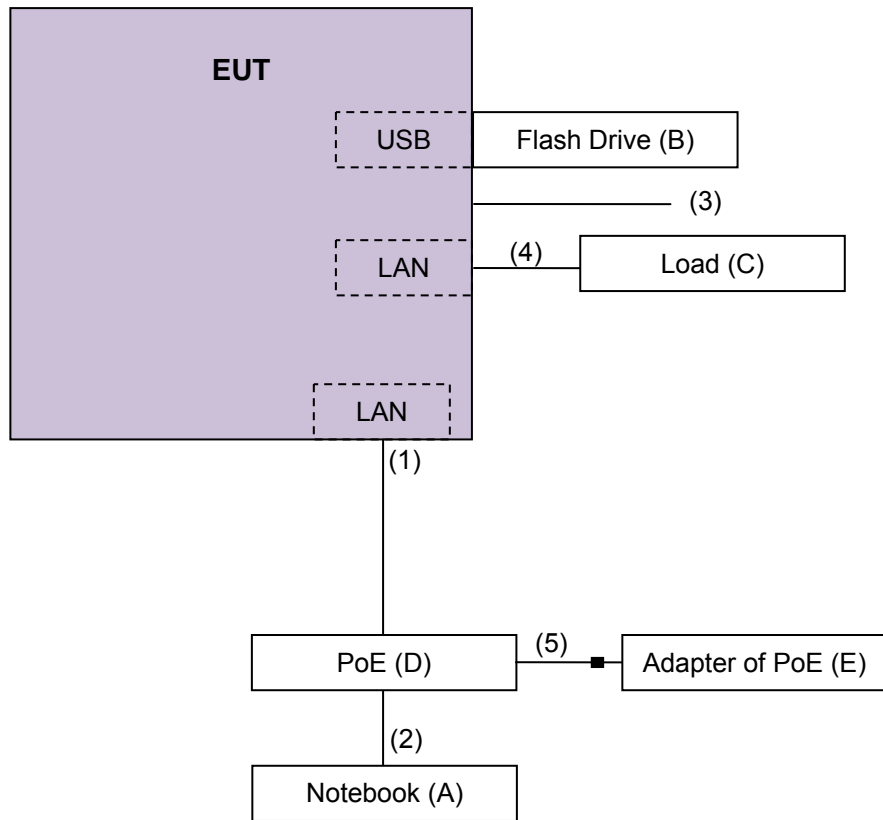 EUT
USB
Flash Drive (B)
(3)
LAN
(4)
Load (C)
LAN
(1)
PoE (D)
(5)
Adapter of PoE (E)
(2)
Notebook (A)